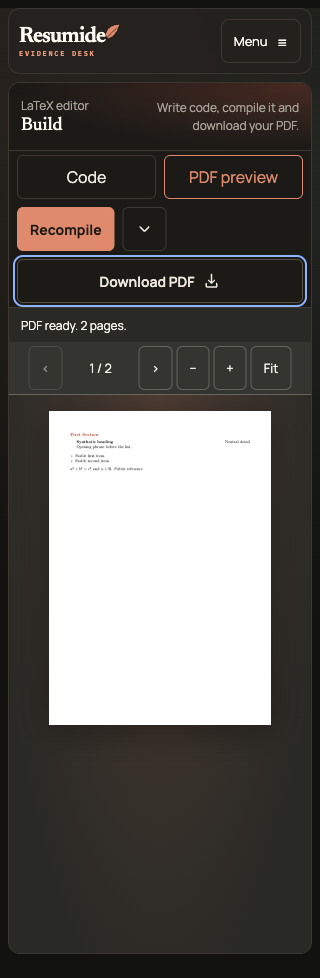 Resumide
EVIDENCE DESK
Menu
LaTeX editor
Build
Write code, compile it and
download your PDF.
Code
PDF preview
Recompile
Download PDF
PDF ready. 2 pages.
‹
1 / 2
›
−
+
Fit
First Section
Synthetic heading
Neutral detail
Opening phrase before the list.
Stable first item.
Stable second item.
Public reference